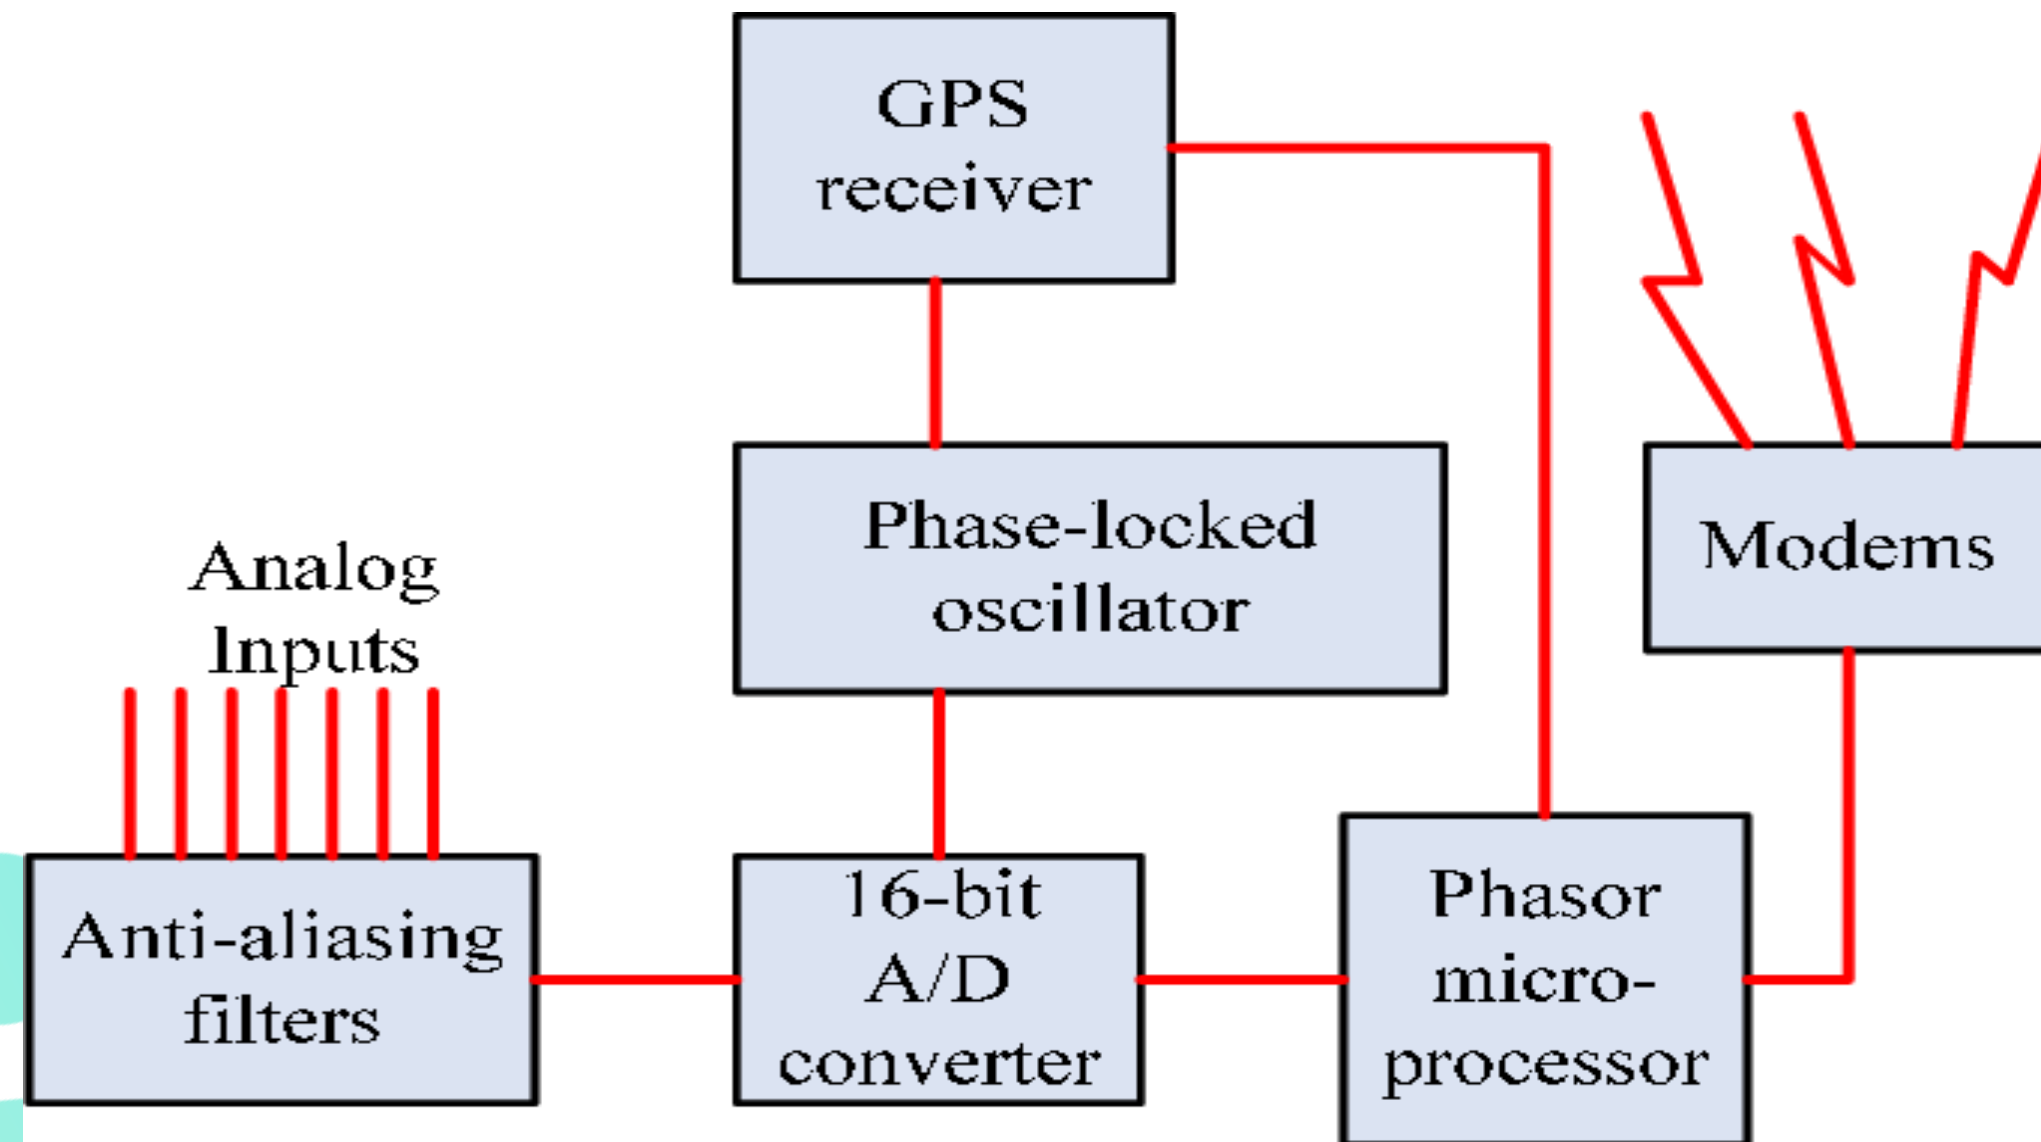 GPS
receiver
Phase-locked
oscillator
Modems
Analog
Inputs
Anti-aliasing
filters
16-bit
A/D
converter
Phasor
micro-
processor